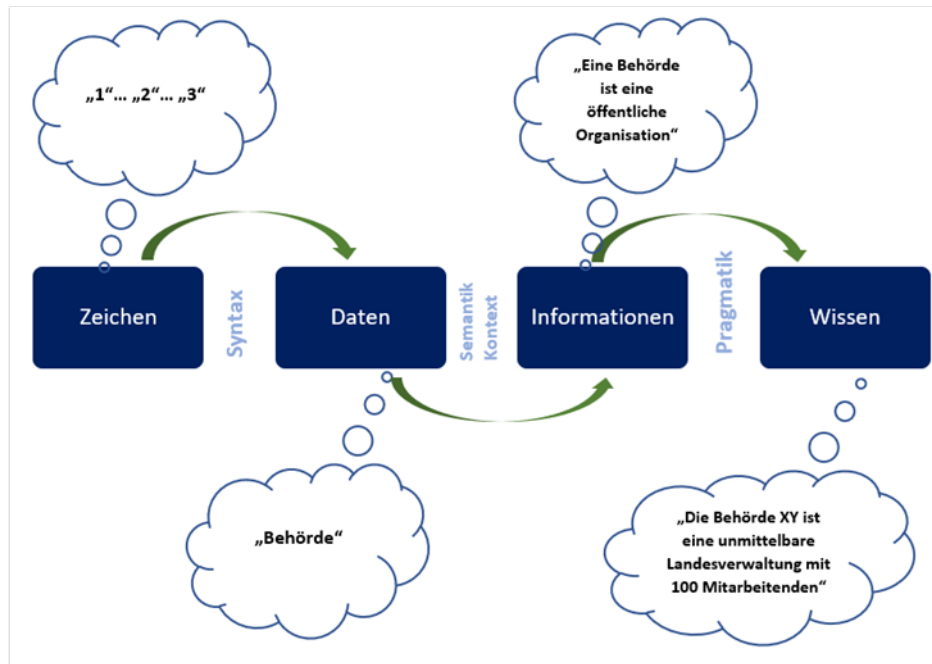 „1“... „2“... „3“
„Eine Behörde
ist eine
öffentliche
Organisation“
Zeichen
Syntax
Daten
Semantik
Kontext
Informationen
Pragmatik
Wissen
„Behörde“
„Die Behörde XY ist
eine unmittelbare
Landesverwaltung mit
100 Mitarbeitenden“